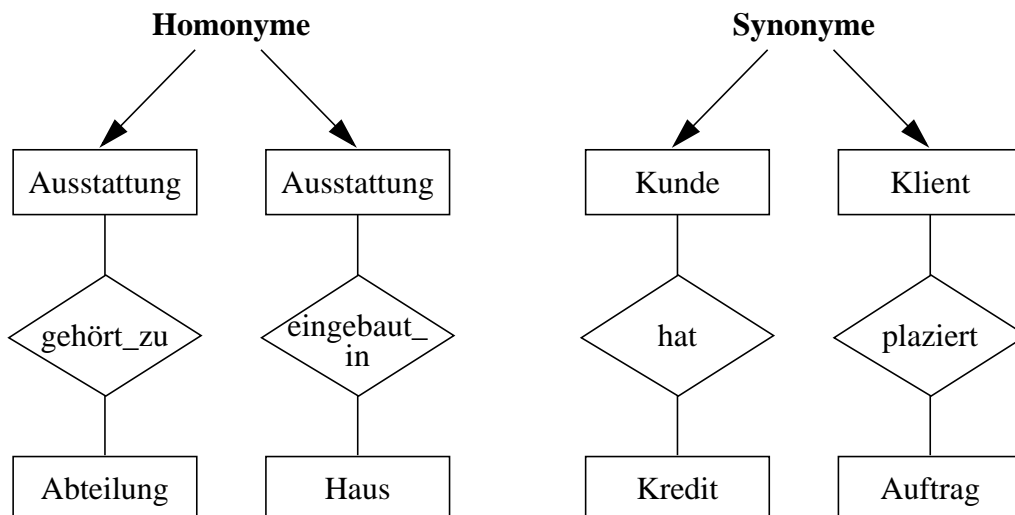 Homonyme
Synonyme
Ausstattung
Ausstattung
Kunde
Klient
gehört_zu
eingebaut_
in
hat
plaziert
Abteilung
Haus
Kredit
Auftrag